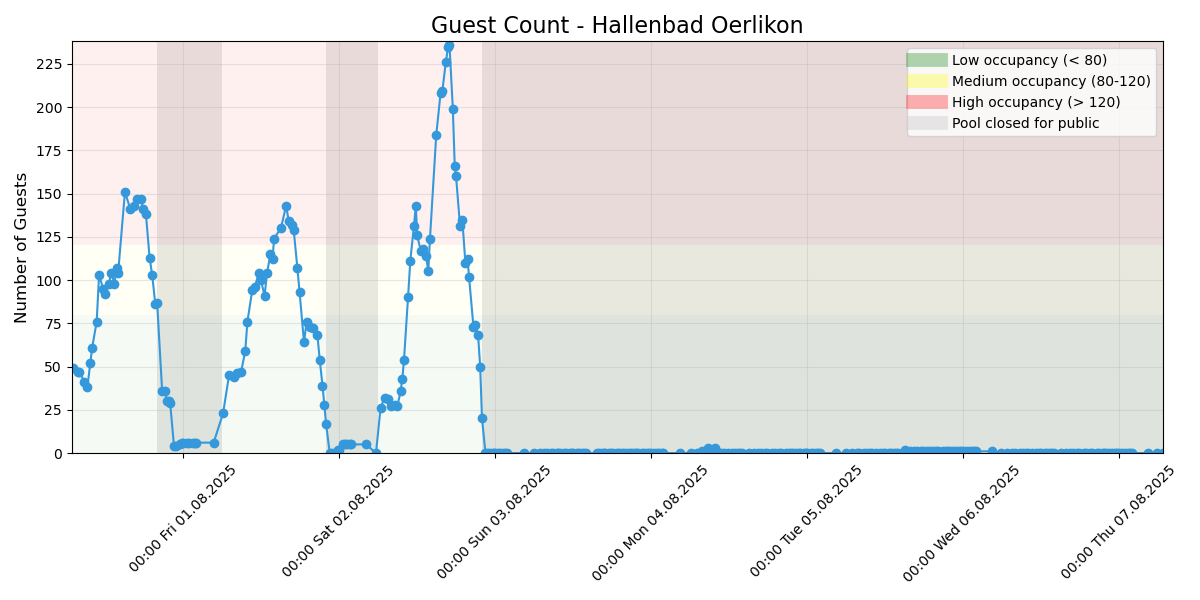 Guest Count - Hallenbad Oerlikon
Number of Guests
225
200
175
150
125
100
75
50
25
0
Low occupancy (< 80)
Medium occupancy (80-120)
High occupancy (> 120)
Pool closed for public
00:00 Fri 01.08.2025
00:00 Sat 02.08.2025
00:00 Sun 03.08.2025
00:00 Mon 04.08.2025
00:00 Tue 05.08.2025
00:00 Wed 06.08.2025
00:00 Thu 07.08.2025